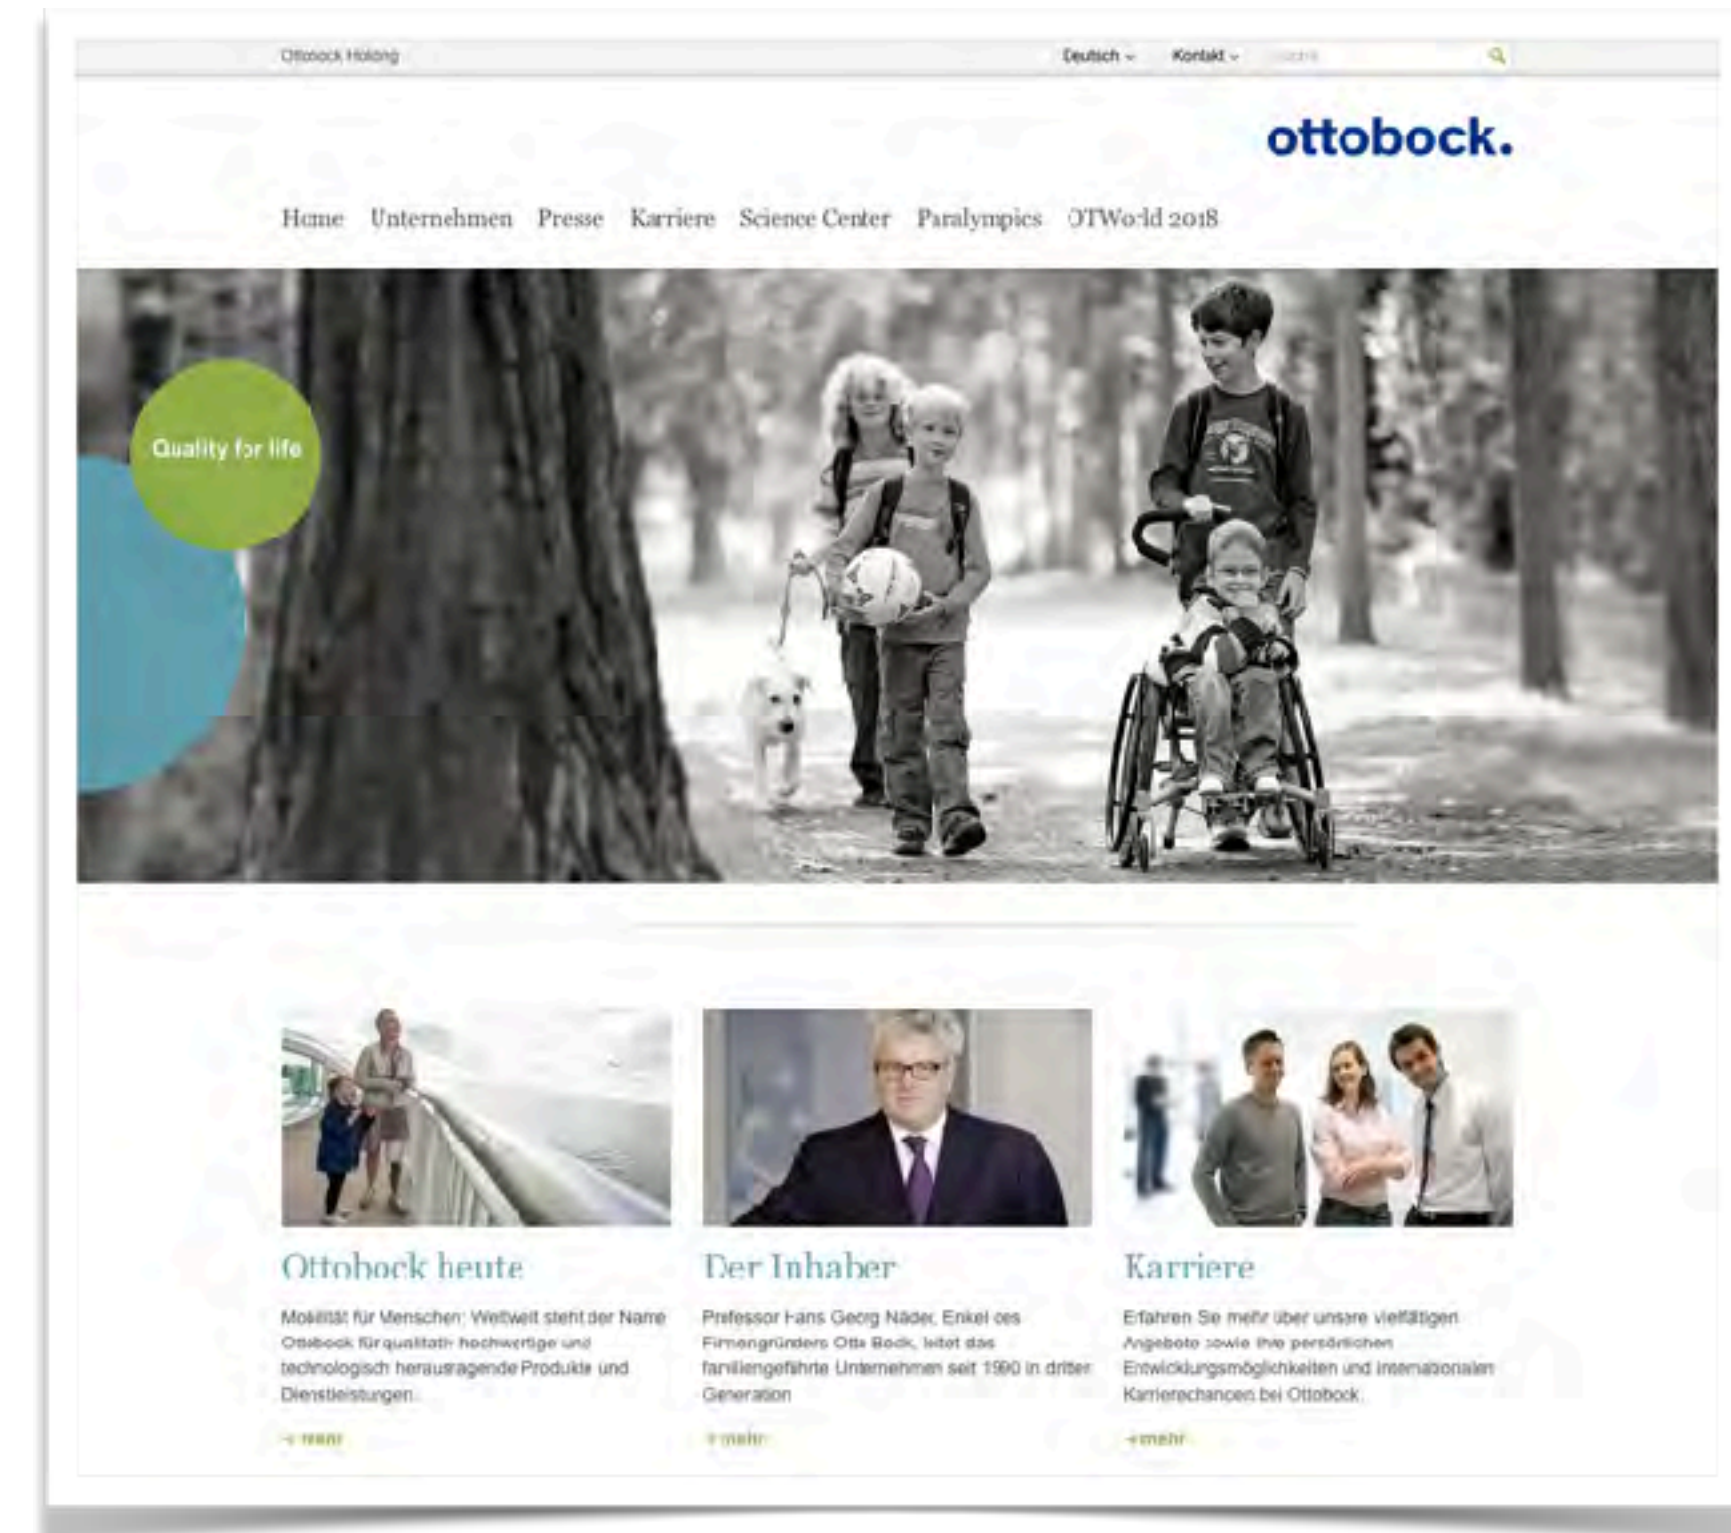 Ottobock Holding
Deutsch
Kontakt
ottobock.
Home Unternehmen Presse Karriere Science Center Paralympics OTWorld 2018
Quality for life
Ottobock heute
Mobilität für Menschen: Weltweit steht der Name
Ottobock für qualitativ hochwertige und
technologisch herausragende Produkte und
Dienstleistungen.
→ mehr
Der Inhaber
Professor Hans Georg Näder, Enkel des
Firmengründers Otto Bock, leitet das
familiengeführte Unternehmen seit 1990 in dritter
Generation
→ mehr
Karriere
Erfahren Sie mehr über unsere vielfältigen
Angebote sowie Ihre persönlichen
Entwicklungsmöglichkeiten und internationalen
Karrierechancen bei Ottobock.
→ mehr